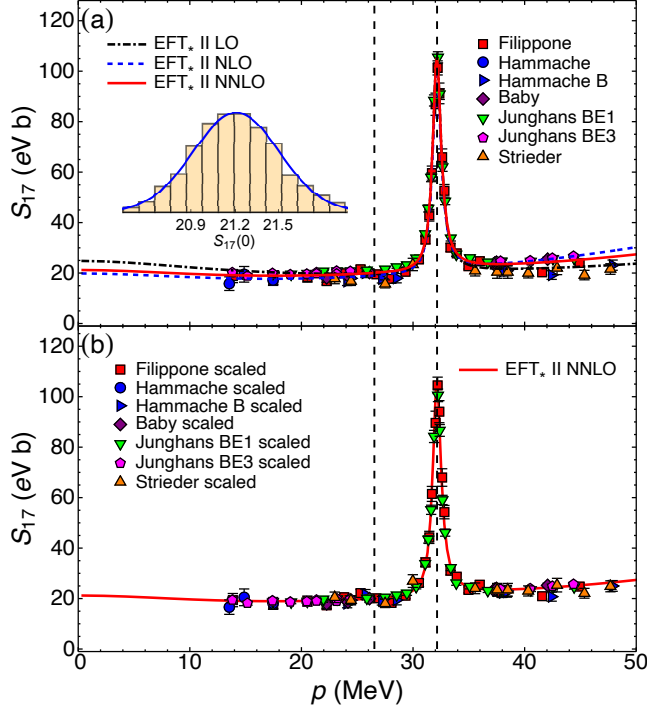 (a)
EFT⁎ II LO
EFT⁎ II NLO
EFT⁎ II NNLO
Filippone
Hammache
Hammache B
Baby
Junghans BE1
Junghans BE3
Strieder
20.9 21.2 21.5
S17(0)
S17 (eV b)
120
100
80
60
40
20
0
(b)
Filippone scaled
Hammache scaled
Hammache B scaled
Baby scaled
Junghans BE1 scaled
Junghans BE3 scaled
Strieder scaled
EFT⁎ II NNLO
S17 (eV b)
120
100
80
60
40
20
0
0 10 20 30 40 50
p (MeV)